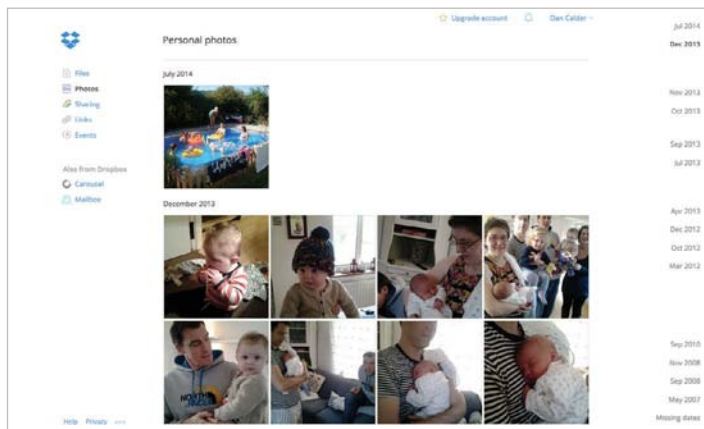 Upgrade account
Dan Calder
Personal photos
Files
Photos
Sharing
Links
Events
Also from Dropbox
Carousel
Mailbox
July 2014
December 2013
NORTH
Help Privacy
Jul 2014
Dec 2013
Nov 2013
Oct 2013
Sep 2013
Jul 2013
Apr 2013
Dec 2012
Oct 2012
Mar 2012
Sep 2010
Nov 2008
Sep 2008
May 2007
Missing dates